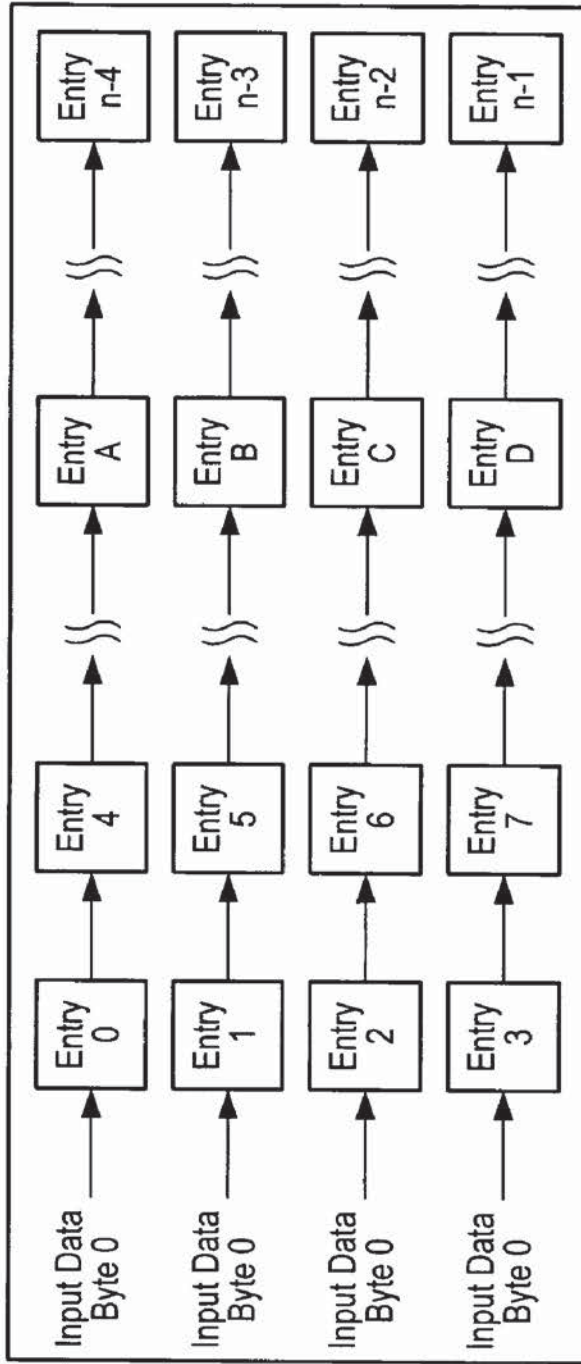 Input Data
Byte 0
Entry
0
Entry
4
Entry
A
Entry
n-4
Input Data
Byte 0
Entry
1
Entry
5
Entry
B
Entry
n-3
Input Data
Byte 0
Entry
2
Entry
6
Entry
C
Entry
n-2
Input Data
Byte 0
Entry
3
Entry
7
Entry
D
Entry
n-1